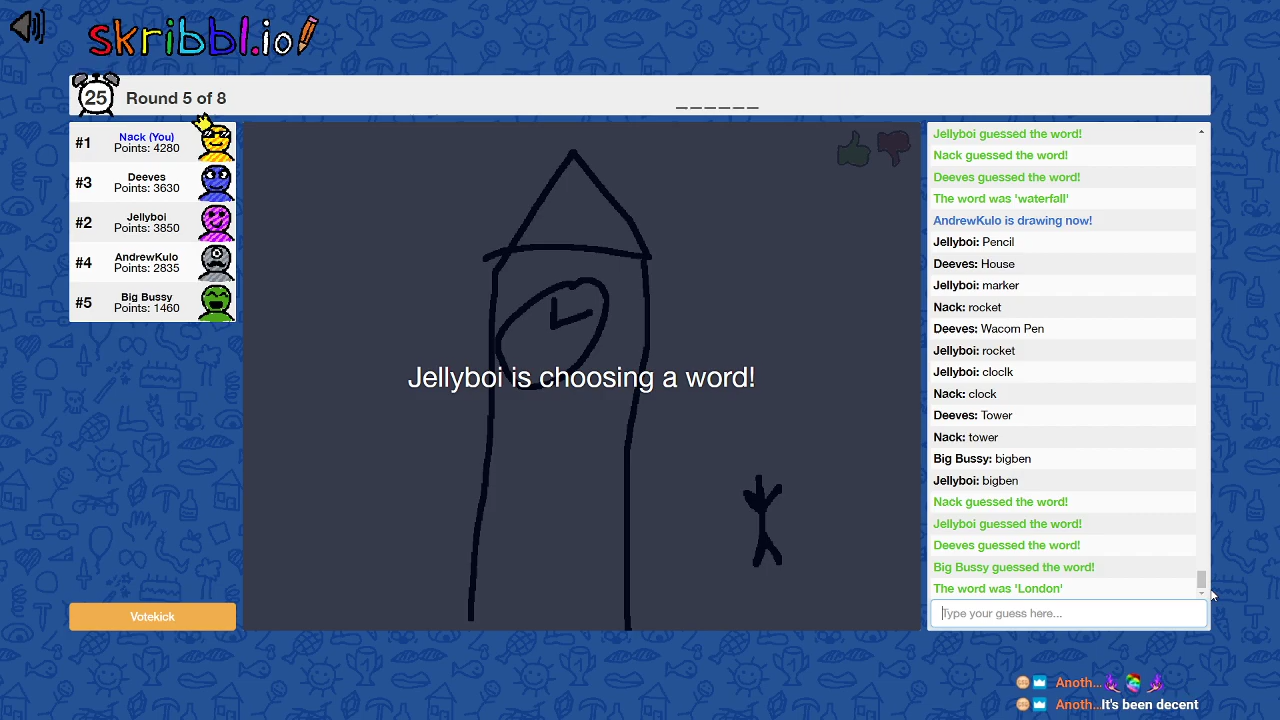 skribbl.io
25
Round 5 of 8
______
#1
Nack (You)
Points: 4280
#3
Deeves
Points: 3630
#2
Jellyboi
Points: 3850
#4
AndrewKulo
Points: 2835
#5
Big Bussy
Points: 1460
Votekick
Jellyboi is choosing a word!
Jellyboi guessed the word!
Nack guessed the word!
Deeves guessed the word!
The word was 'waterfall'
AndrewKulo is drawing now!
Jellyboi: Pencil
Deeves: House
Jellyboi: marker
Nack: rocket
Deeves: Wacom Pen
Jellyboi: rocket
Jellyboi: cloclk
Nack: clock
Deeves: Tower
Nack: tower
Big Bussy: bigben
Jellyboi: bigben
Nack guessed the word!
Jellyboi guessed the word!
Deeves guessed the word!
Big Bussy guessed the word!
The word was 'London'
Type your guess here...
Anoth...
Anoth...It's been decent